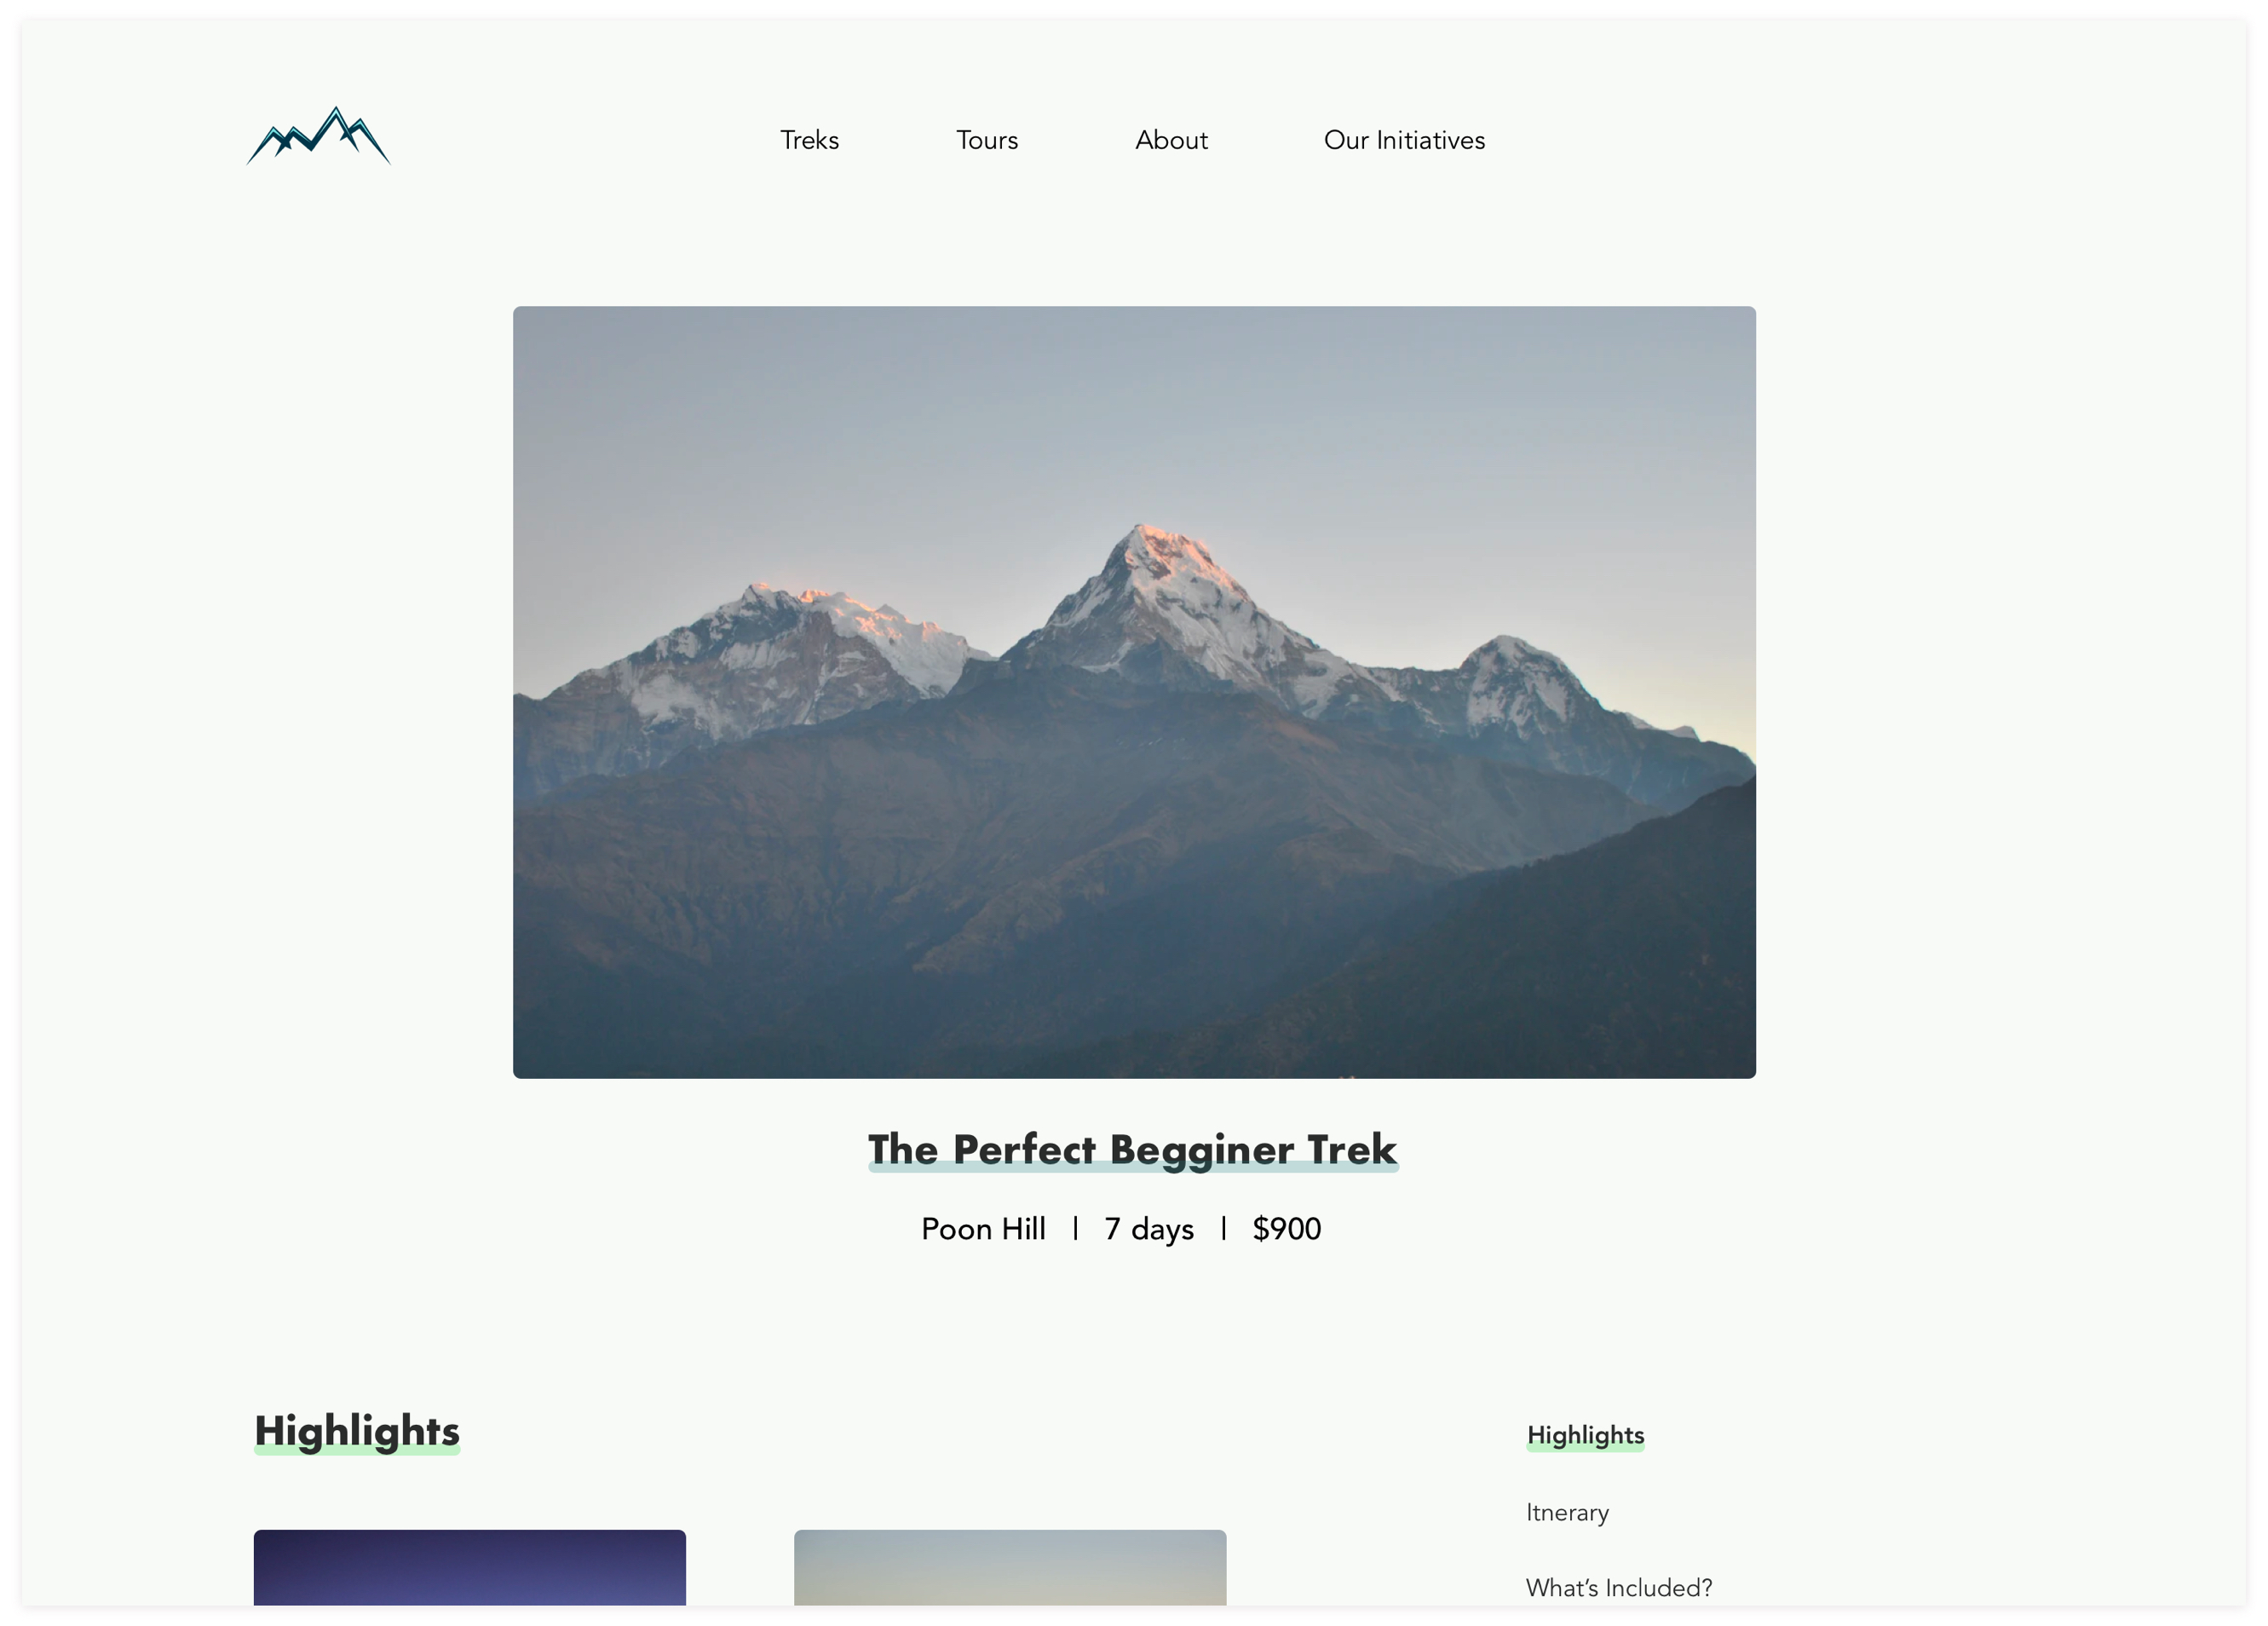 Treks Tours About Our Initiatives
The Perfect Begginer Trek
Poon Hill | 7 days | $900
Highlights
Highlights
Itnerary
What's Included?